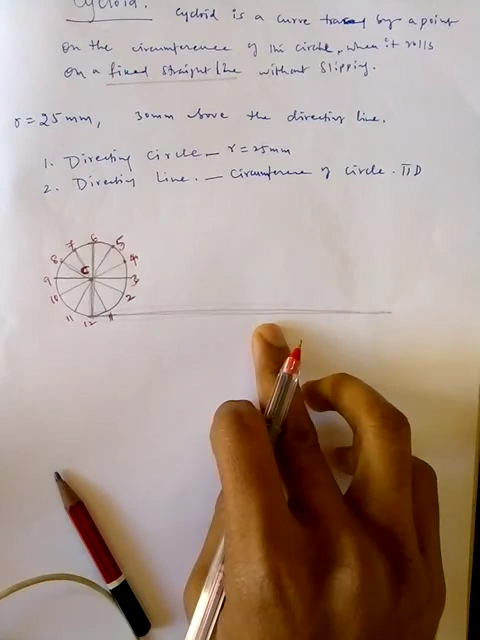 Cycloid.
Cycloid is a curve traced by a point
on the circumference of the circle, when it rolls
on a fixed straight line without slipping.
r = 25mm, 30mm above the directing line.
1. Directing Circle – r = 25mm
2. Directing Line. – Circumference of circle. ΠD
6
7 5
8 4
C
9 3
10 2
11 12 1